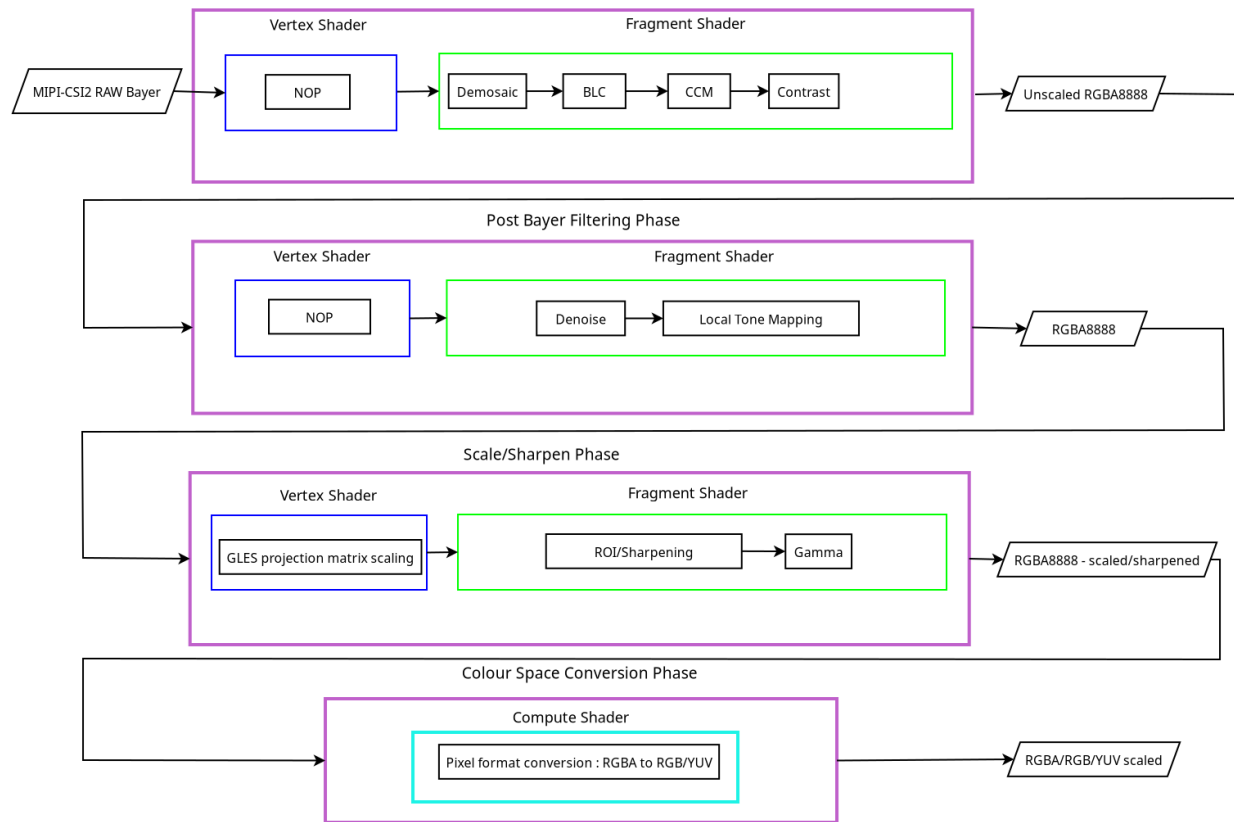 Vertex Shader
Fragment Shader
MIPI-CSI2 RAW Bayer
NOP
Demosaic
BLC
CCM
Contrast
Unscaled RGBA8888
Post Bayer Filtering Phase
Vertex Shader
Fragment Shader
NOP
Denoise
Local Tone Mapping
RGBA8888
Scale/Sharpen Phase
Vertex Shader
Fragment Shader
GLES projection matrix scaling
ROI/Sharpening
Gamma
RGBA8888 - scaled/sharpened
Colour Space Conversion Phase
Compute Shader
Pixel format conversion : RGBA to RGB/YUV
RGBA/RGB/YUV scaled